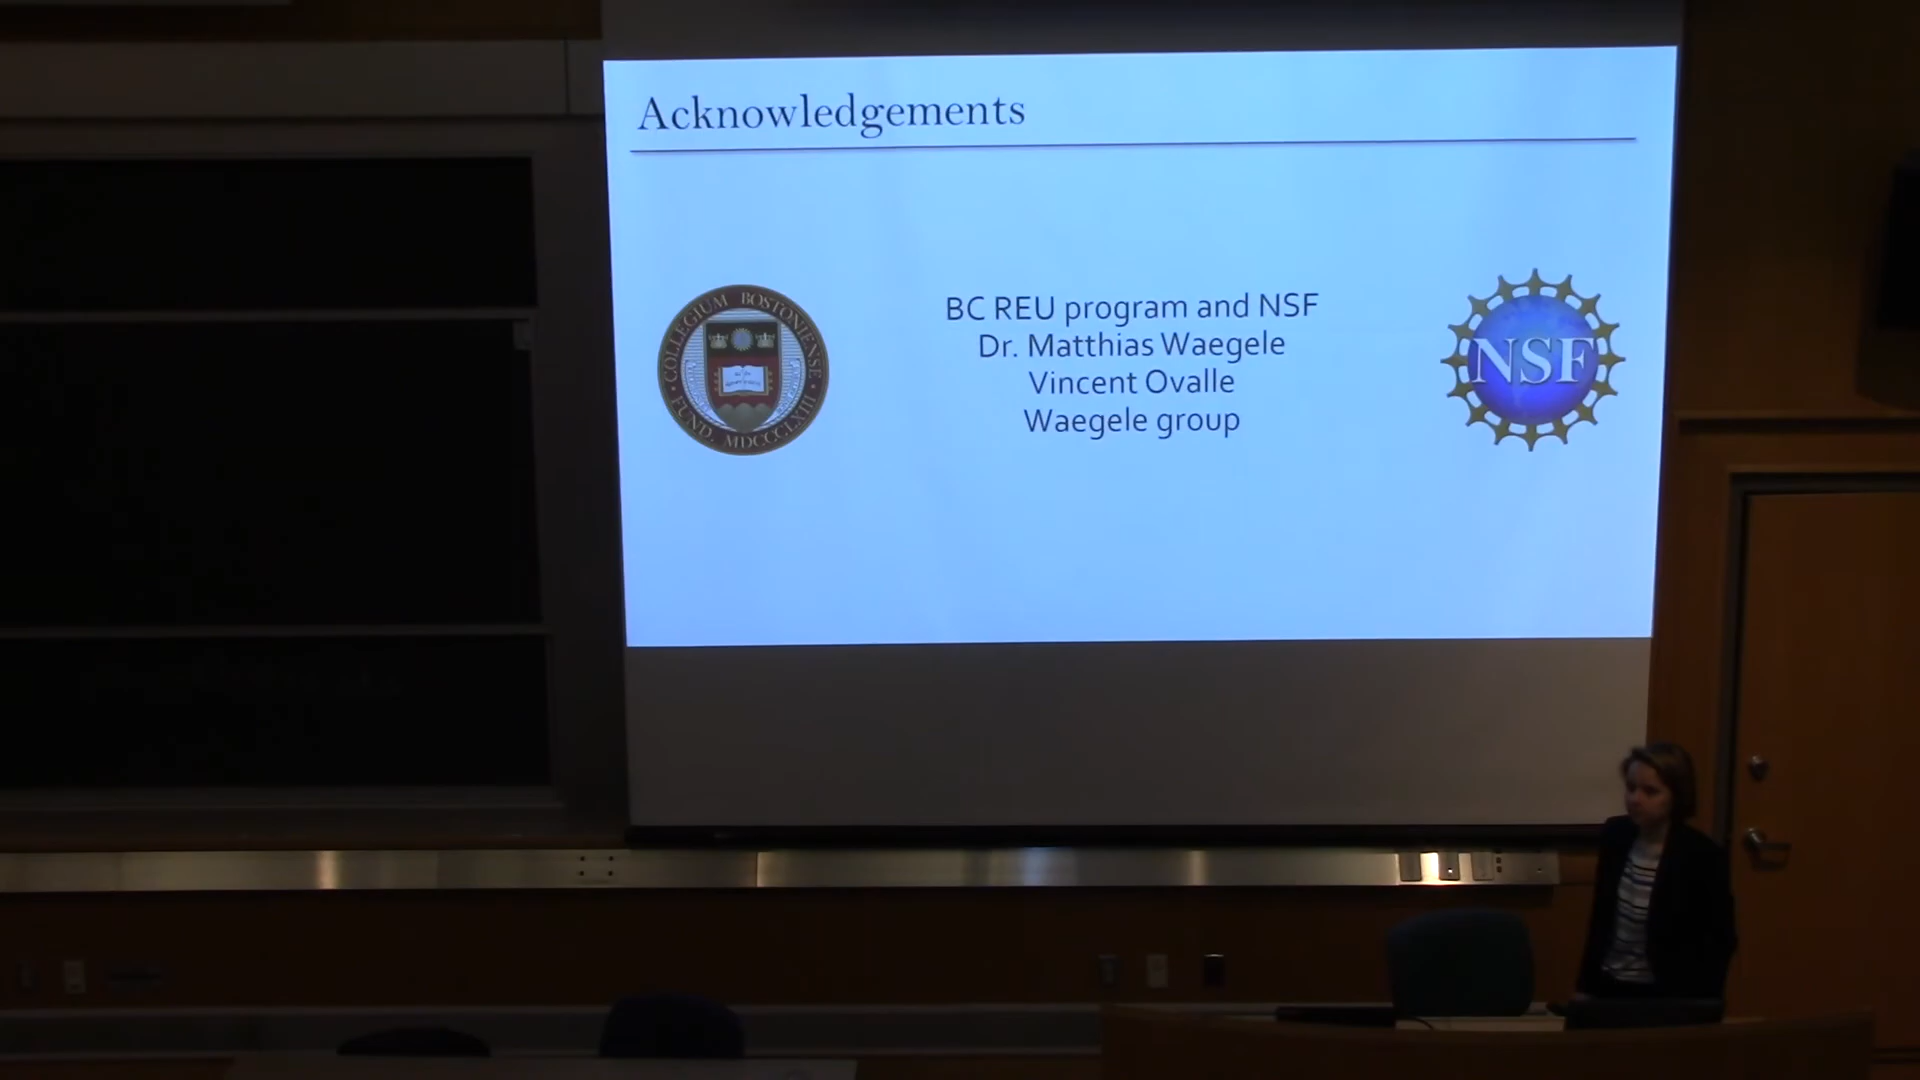 Acknowledgements
COLLEGIUM BOSTONIENSE
FUND. MDCCCLXIII
BC REU program and NSF
Dr. Matthias Waegele
Vincent Ovalle
Waegele group
NSF